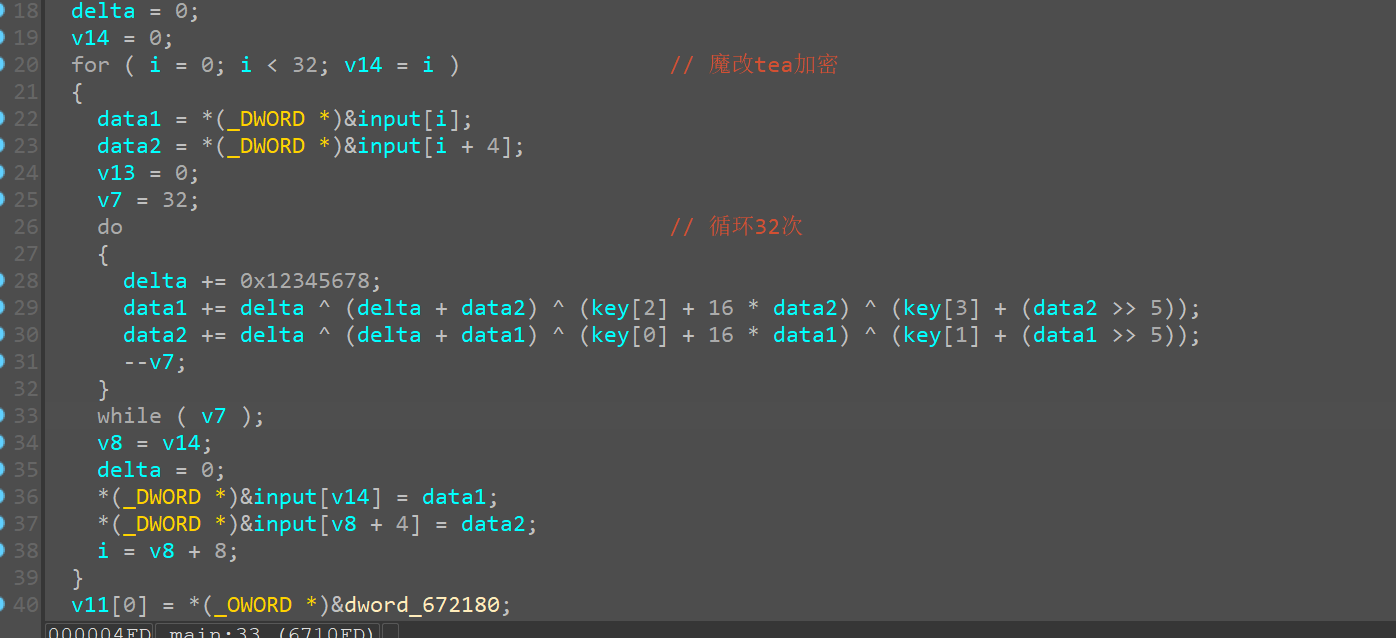 18 delta = 0;
19 v14 = 0;
20 for ( i = 0; i < 32; v14 = i ) // 魔改tea加密
21 {
22 data1 = *(_DWORD *)&input[i];
23 data2 = *(_DWORD *)&input[i + 4];
24 v13 = 0;
25 v7 = 32;
26 do // 循环32次
27 {
28 delta += 0x12345678;
29 data1 += delta ^ (delta + data2) ^ (key[2] + 16 * data2) ^ (key[3] + (data2 >> 5));
30 data2 += delta ^ (delta + data1) ^ (key[0] + 16 * data1) ^ (key[1] + (data1 >> 5));
31 --v7;
32 }
33 while ( v7 );
34 v8 = v14;
35 delta = 0;
36 *(_DWORD *)&input[v14] = data1;
37 *(_DWORD *)&input[v8 + 4] = data2;
38 i = v8 + 8;
39 }
40 v11[0] = *(_OWORD *)&dword_672180;
000004ED main:33 (6710ED)